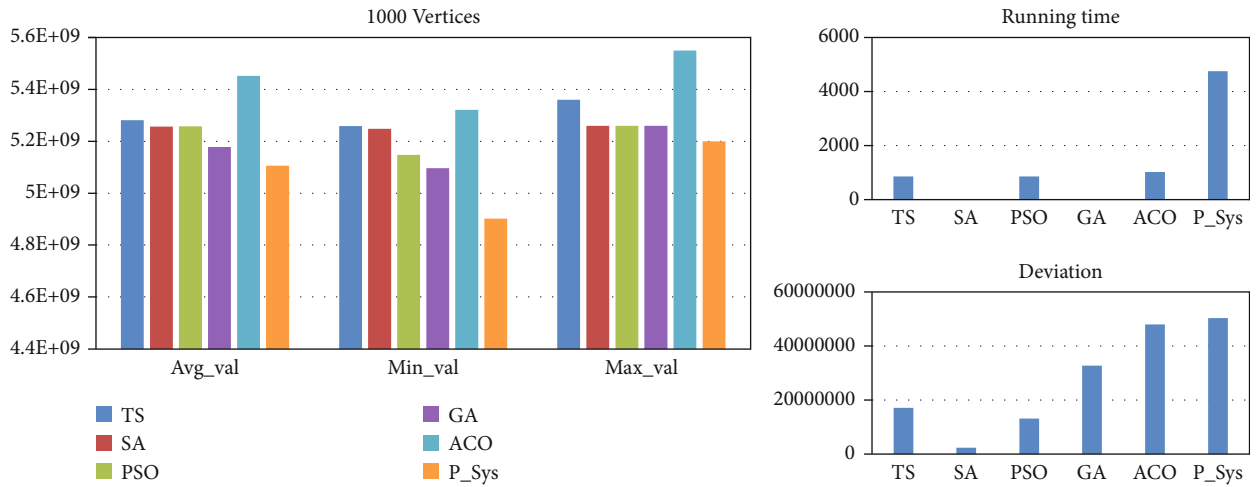 1000 Vertices
5.6E+09
5.4E+09
5.2E+09
5E+09
4.8E+09
4.6E+09
4.4E+09
Avg_val Min_val Max_val
TS
SA
PSO
GA
ACO
P_Sys
Running time
6000
4000
2000
0
TS SA PSO GA ACO P_Sys
Deviation
60000000
40000000
20000000
0
TS SA PSO GA ACO P_Sys